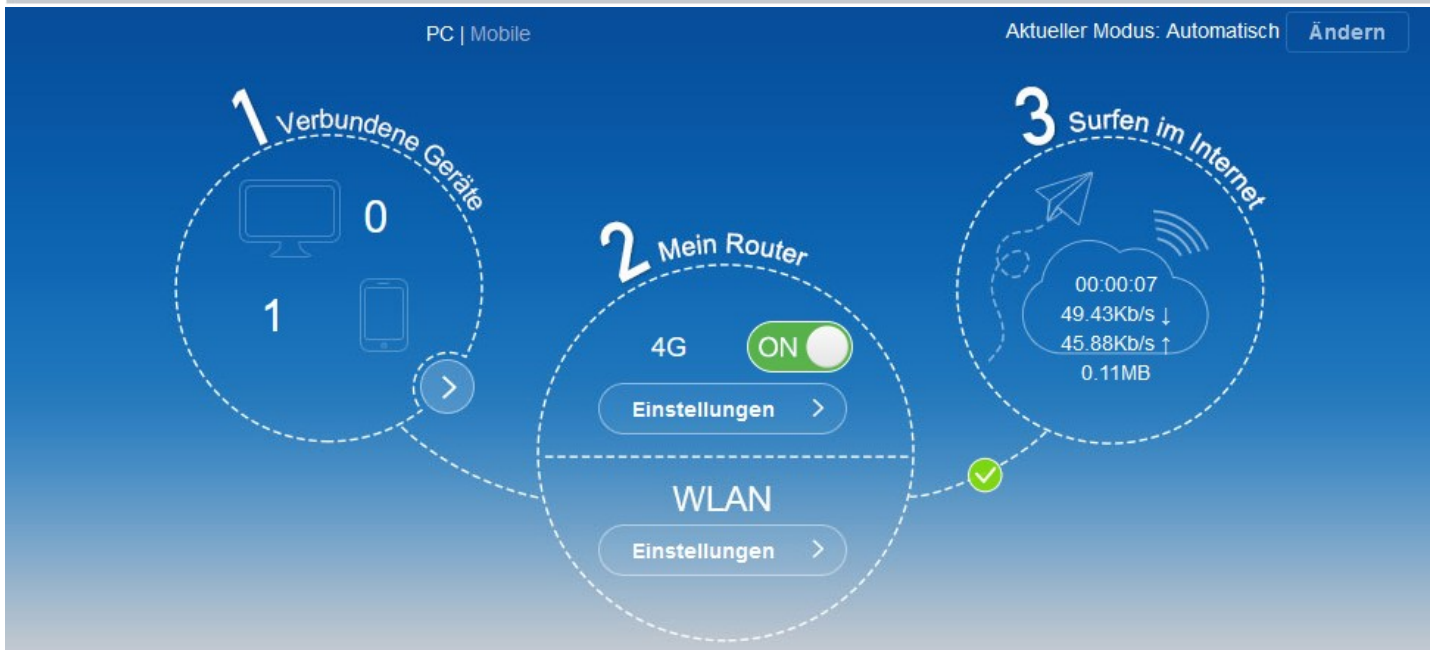 PC | Mobile
Aktueller Modus: Automatisch Ändern
1 Verbundene Geräte
0
1
2 Mein Router
4G ON
Einstellungen >
WLAN
Einstellungen >
3 Surfen im Internet
00:00:07
49.43Kb/s ↓
45.88Kb/s ↑
0.11MB